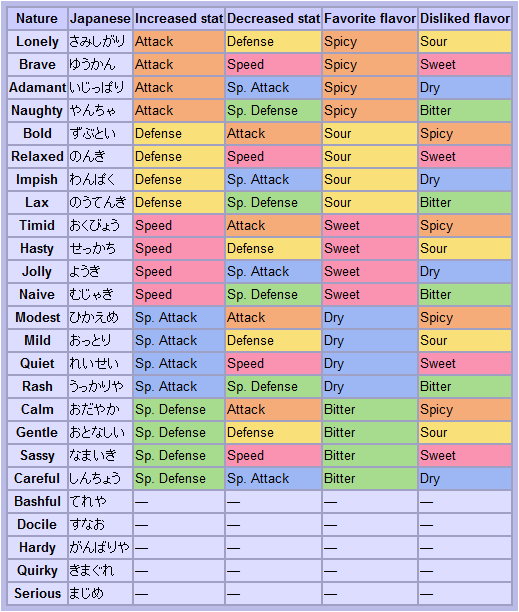 Nature Japanese Increased stat Decreased stat Favorite flavor Disliked flavor
Lonely さみしがり Attack Defense Spicy Sour
Brave ゆうかん Attack Speed Spicy Sweet
Adamant いじっぱり Attack Sp. Attack Spicy Dry
Naughty やんちゃ Attack Sp. Defense Spicy Bitter
Bold ずぶとい Defense Attack Sour Spicy
Relaxed のんき Defense Speed Sour Sweet
Impish わんぱく Defense Sp. Attack Sour Dry
Lax のうてんき Defense Sp. Defense Sour Bitter
Timid おくびょう Speed Attack Sweet Spicy
Hasty せっかち Speed Defense Sweet Sour
Jolly ようき Speed Sp. Attack Sweet Dry
Naive むじゃき Speed Sp. Defense Sweet Bitter
Modest ひかえめ Sp. Attack Attack Dry Spicy
Mild おっとり Sp. Attack Defense Dry Sour
Quiet れいせい Sp. Attack Speed Dry Sweet
Rash うっかりや Sp. Attack Sp. Defense Dry Bitter
Calm おだやか Sp. Defense Attack Bitter Spicy
Gentle おとなしい Sp. Defense Defense Bitter Sour
Sassy なまいき Sp. Defense Speed Bitter Sweet
Careful しんちょう Sp. Defense Sp. Attack Bitter Dry
Bashful てれや — — — —
Docile すなお — — — —
Hardy がんばりや — — — —
Quirky きまぐれ — — — —
Serious まじめ — — — —